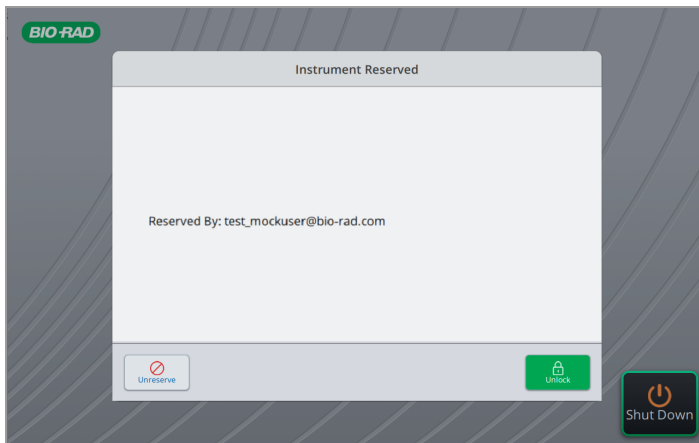 BIO-RAD
Instrument Reserved
Reserved By: test_mockuser@bio-rad.com
Unreserve
Unlock
Shut Down